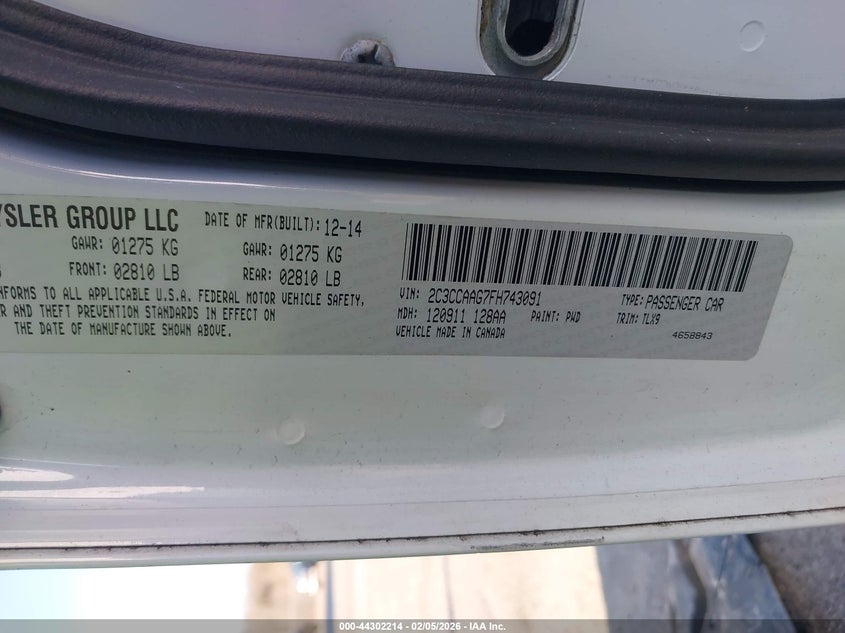 YSLER GROUP LLC DATE OF MFR(BUILT): 12-14
GAWR: 01275 KG GAWR: 01275 KG
FRONT: 02810 LB REAR: 02810 LB
NFORMS TO ALL APPLICABLE U.S.A. FEDERAL MOTOR VEHICLE SAFETY,
ER AND THEFT PREVENTION STANDARDS IN EFFECT ON
THE DATE OF MANUFACTURE SHOWN ABOVE.
VIN: 2C3CCAAG7FH743091 TYPE: PASSENGER CAR
MDH: 120911 128AA PAINT: PWD TRIM: TLX9
VEHICLE MADE IN CANADA 4658843
000-44302214 - 02/05/2026 - IAA Inc.